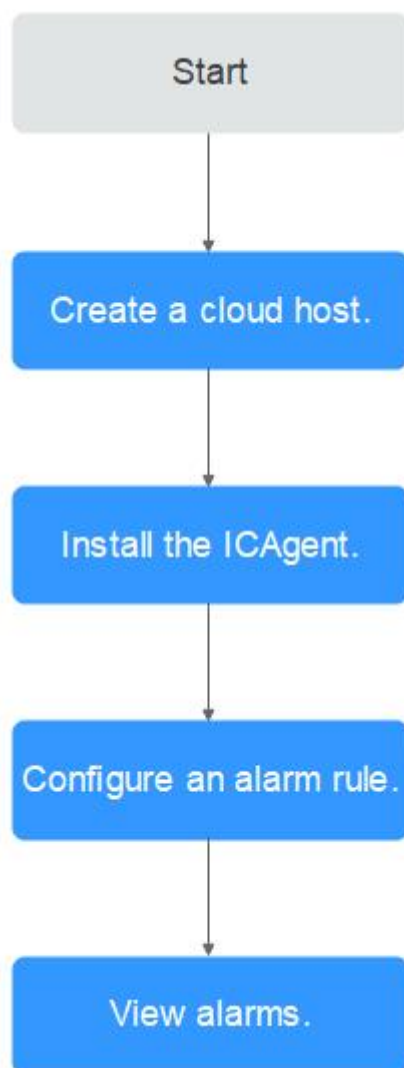 Start
Create a cloud host.
Install the ICAgent.
Configure an alarm rule.
View alarms.